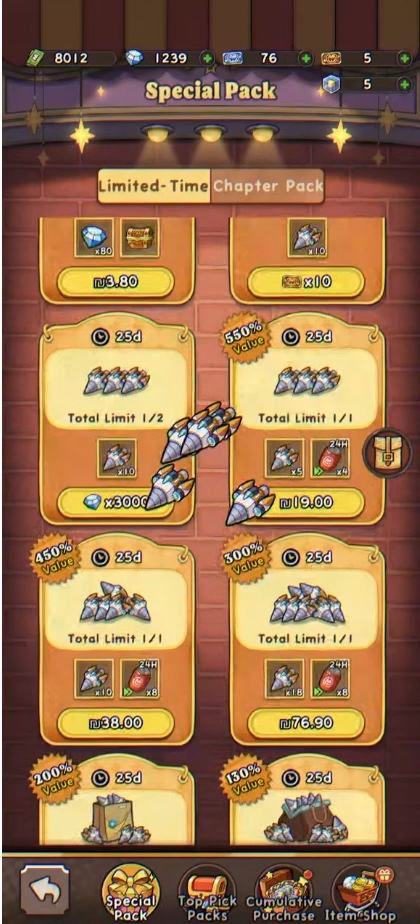 8012 1239 76 5
5
Special Pack
Limited-Time Chapter Pack
x80 x10
₪3.80 x10
25d 550% Value 25d
Total Limit 1/2 Total Limit 1/1
x10 x5 24H x4
x3000 ₪19.00
450% Value 25d 300% Value 25d
Total Limit 1/1 Total Limit 1/1
x10 24H x8 x18 24H x8
₪38.00 ₪76.90
200% Value 25d 130% Value 25d
Special Pack Top Pick Packs Cumulative Purchase Item Shop